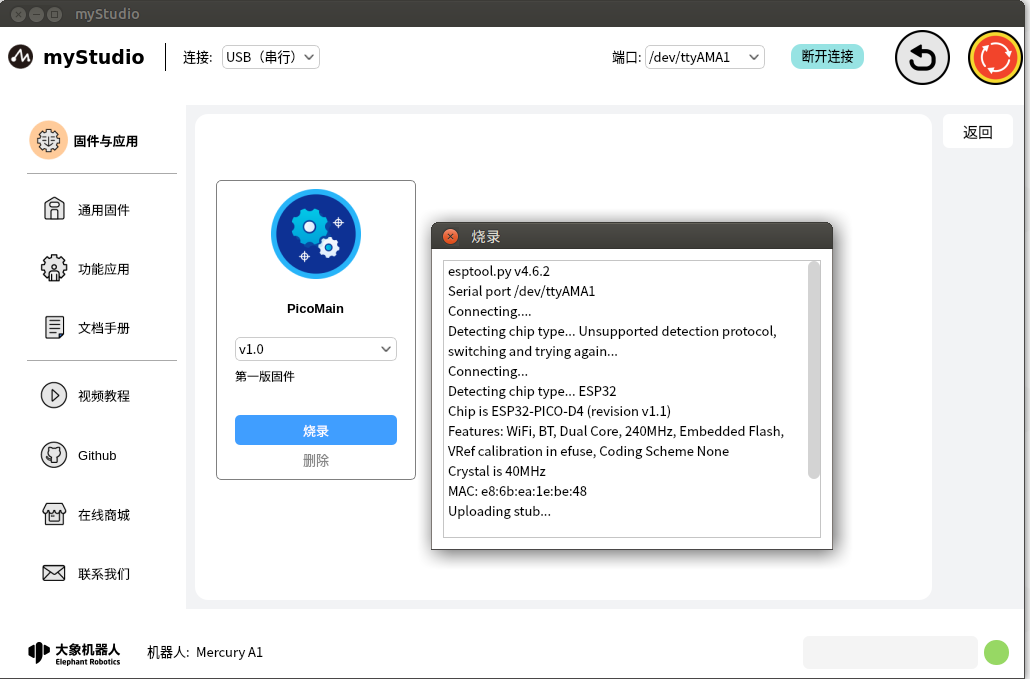 myStudio
myStudio
连接: USB（串行）
端口: /dev/ttyAMA1
断开连接
固件与应用
返回
通用固件
功能应用
文档手册
视频教程
Github
在线商城
联系我们
PicoMain
v1.0
第一版固件
烧录
删除
烧录
esptool.py v4.6.2
Serial port /dev/ttyAMA1
Connecting....
Detecting chip type... Unsupported detection protocol,
switching and trying again...
Connecting...
Detecting chip type... ESP32
Chip is ESP32-PICO-D4 (revision v1.1)
Features: WiFi, BT, Dual Core, 240MHz, Embedded Flash,
VRef calibration in efuse, Coding Scheme None
Crystal is 40MHz
MAC: e8:6b:ea:1e:be:48
Uploading stub...
大象机器人
Elephant Robotics
机器人: Mercury A1